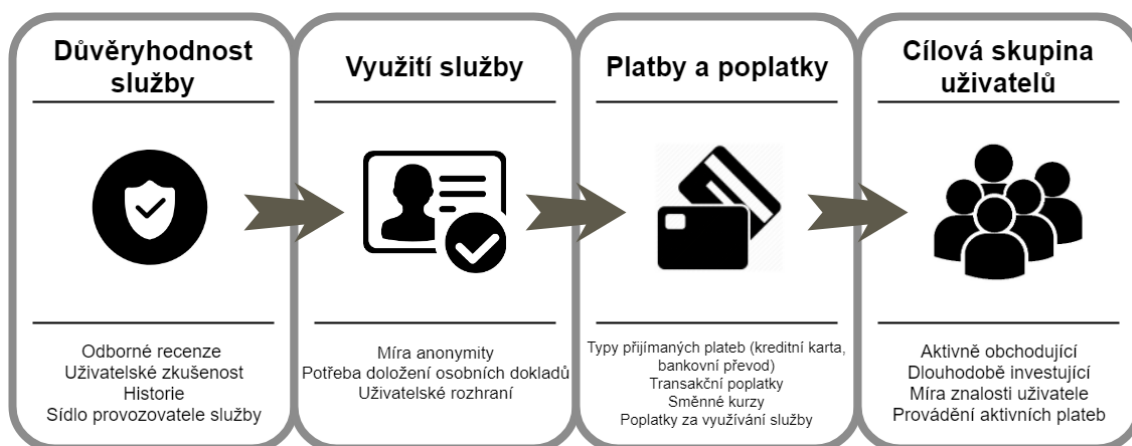 Důvěryhodnost
služby
Odborné recenze
Uživatelské zkušenost
Historie
Sídlo provozovatele služby
Využití služby
Míra anonymity
Potřeba doložení osobních dokladů
Uživatelské rozhraní
Platby a poplatky
Typy přijímaných plateb (kreditní karta,
bankovní převod)
Transakční poplatky
Směnné kurzy
Poplatky za využívání služby
Cílová skupina
uživatelů
Aktivně obchodující
Dlouhodobě investující
Míra znalosti uživatele
Provádění aktivních plateb